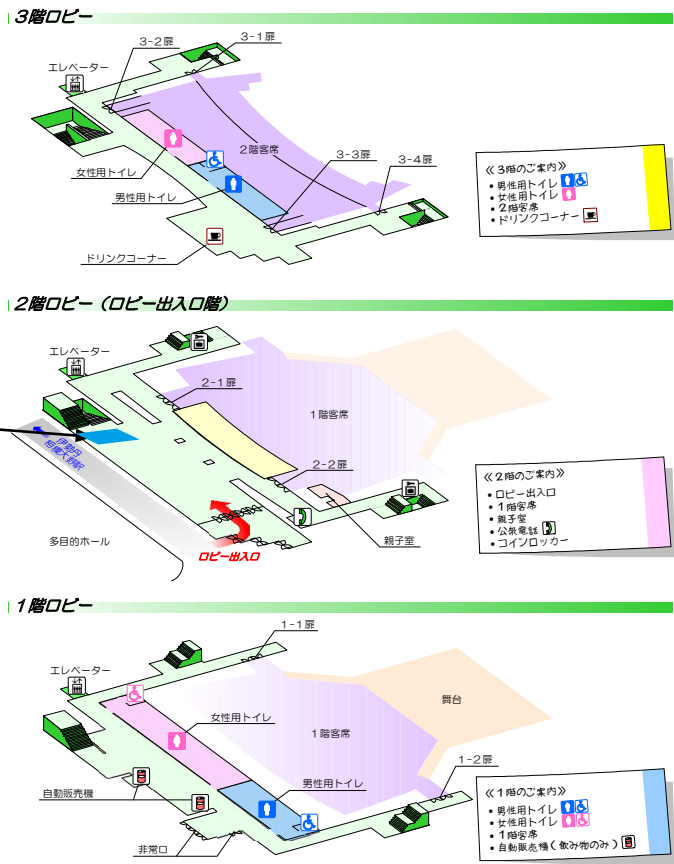 3階ロビー
3-1扉
3-2扉
エレベーター
2階客席
3-3扉
3-4扉
女性用トイレ
男性用トイレ
ドリンクコーナー
≪3階のご案内≫
• 男性用トイレ
• 女性用トイレ
• 2階客席
• ドリンクコーナー
2階ロビー(ロビー出入口階)
エレベーター
2-1扉
1階客席
伊勢丹
相模大野駅
2-2扉
多目的ホール
ロビー出入口
親子室
≪2階のご案内≫
• ロビー出入口
• 1階客席
• 親子室
• 公衆電話
• コインロッカー
1階ロビー
1-1扉
エレベーター
舞台
女性用トイレ
1階客席
1-2扉
男性用トイレ
自動販売機
非常口
≪1階のご案内≫
• 男性用トイレ
• 女性用トイレ
• 1階客席
• 自動販売機(飲み物のみ)